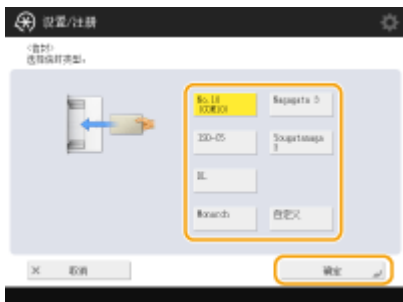 设置/注册
<信封>
选择信封类型。
No.10
(COM10)
Nagagata 3
ISO-C5
Yougatanaga
3
DL
Monarch
自定义
× 取消
确定